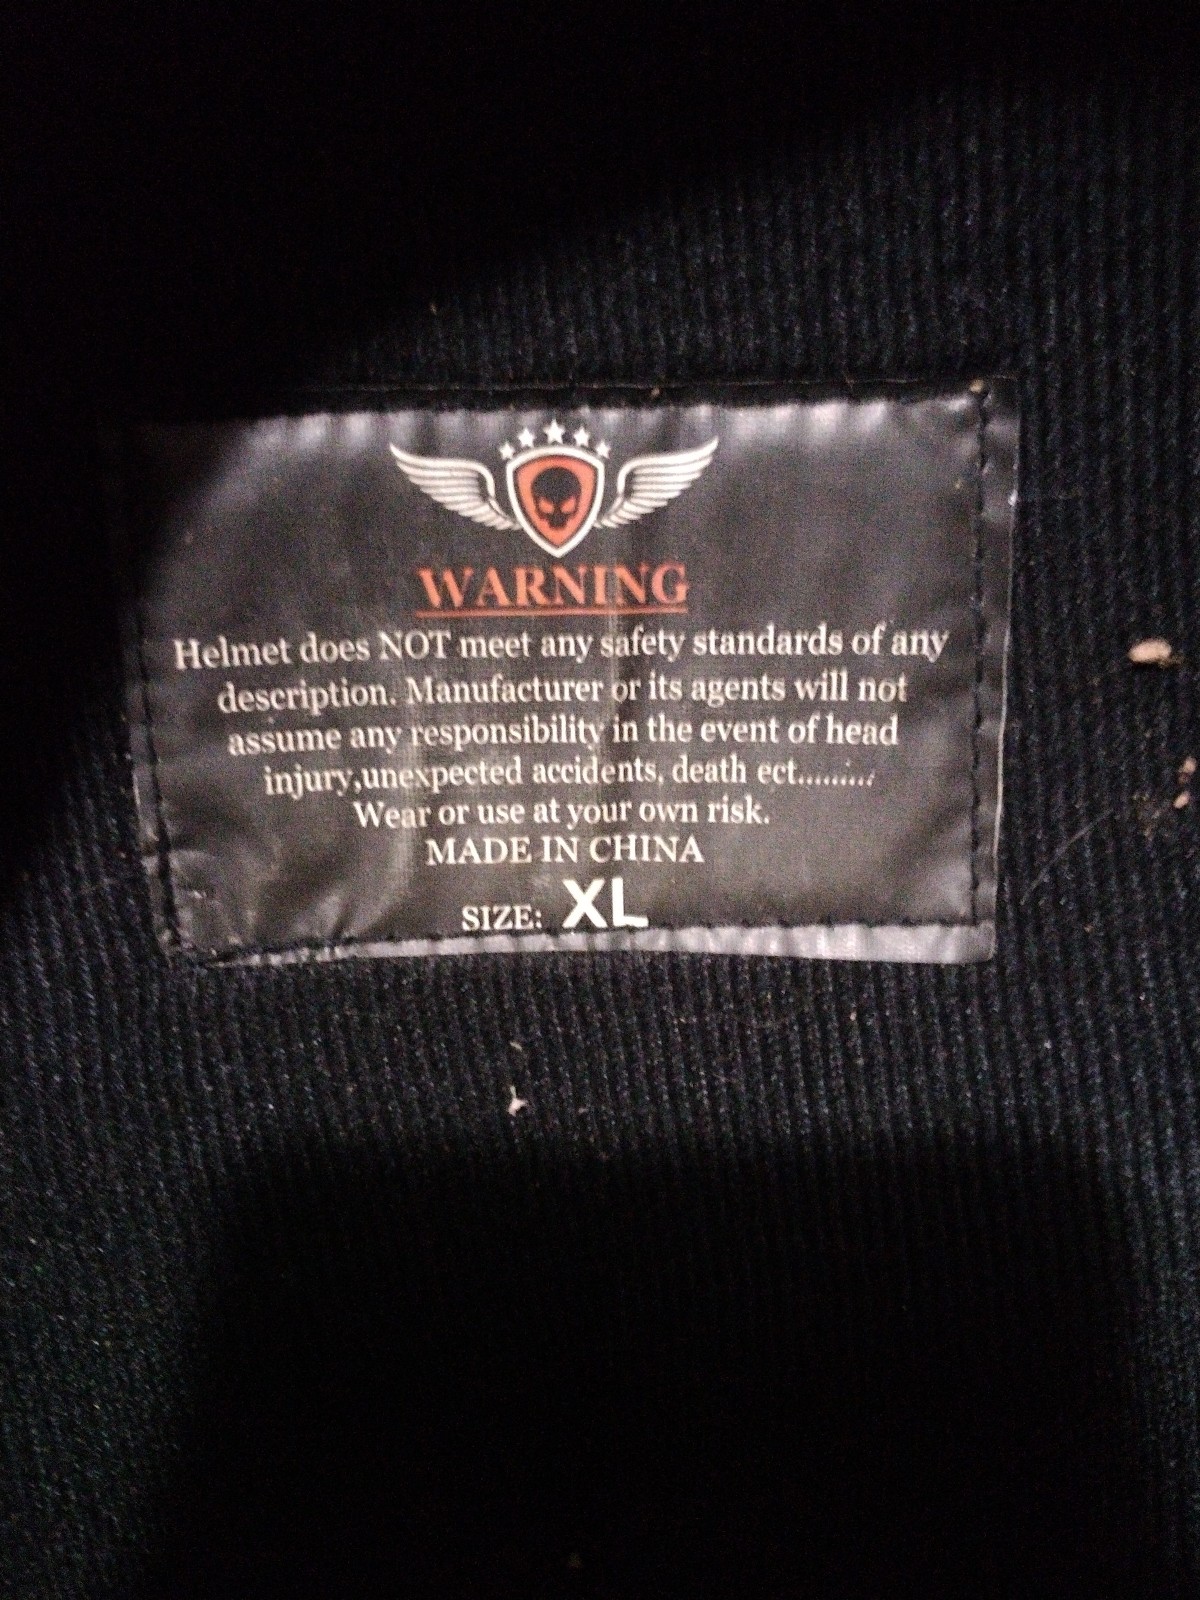 WARNING
Helmet does NOT meet any safety standards of any
description. Manufacturer or its agents will not
assume any responsibility in the event of head
injury,unexpected accidents, death ect.........
Wear or use at your own risk.
MADE IN CHINA
SIZE: XL